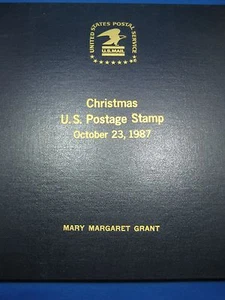 UNITED STATES POSTAL SERVICE
U.S. MAIL
Christmas
U.S. Postage Stamp
October 23, 1987
MARY MARGARET GRANT